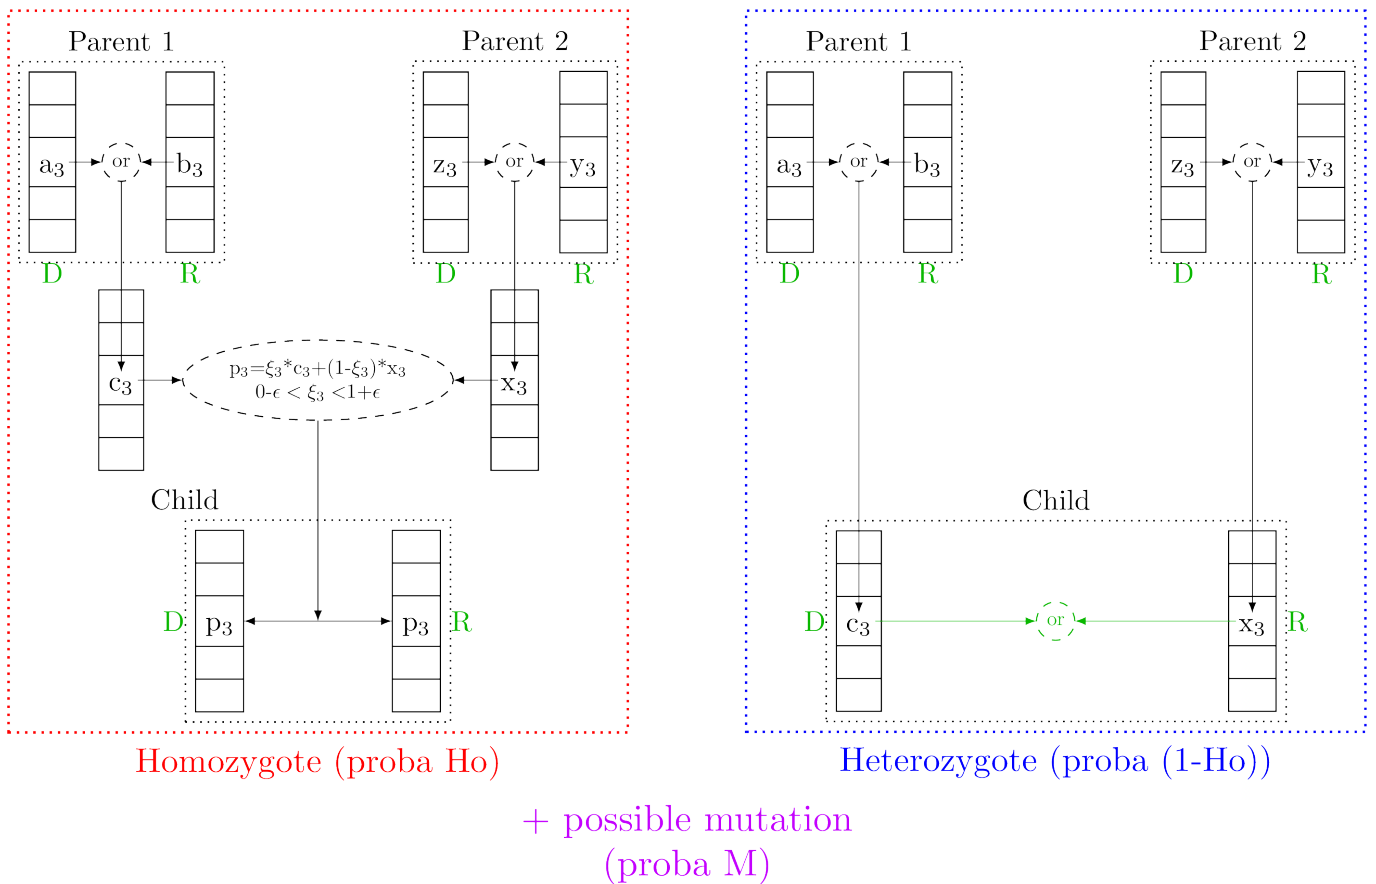 Parent 1 Parent 2 Parent 1 Parent 2
a3 or b3 z3 or y3 a3 or b3 z3 or y3
D R D R D R D R
p3=ξ3*c3+(1-ξ3)*x3
c3 x3
0-ϵ < ξ3 <1+ϵ
Child Child
D p3 p3 R D c3 or x3 R
Homozygote (proba Ho) Heterozygote (proba (1-Ho))
+ possible mutation
(proba M)